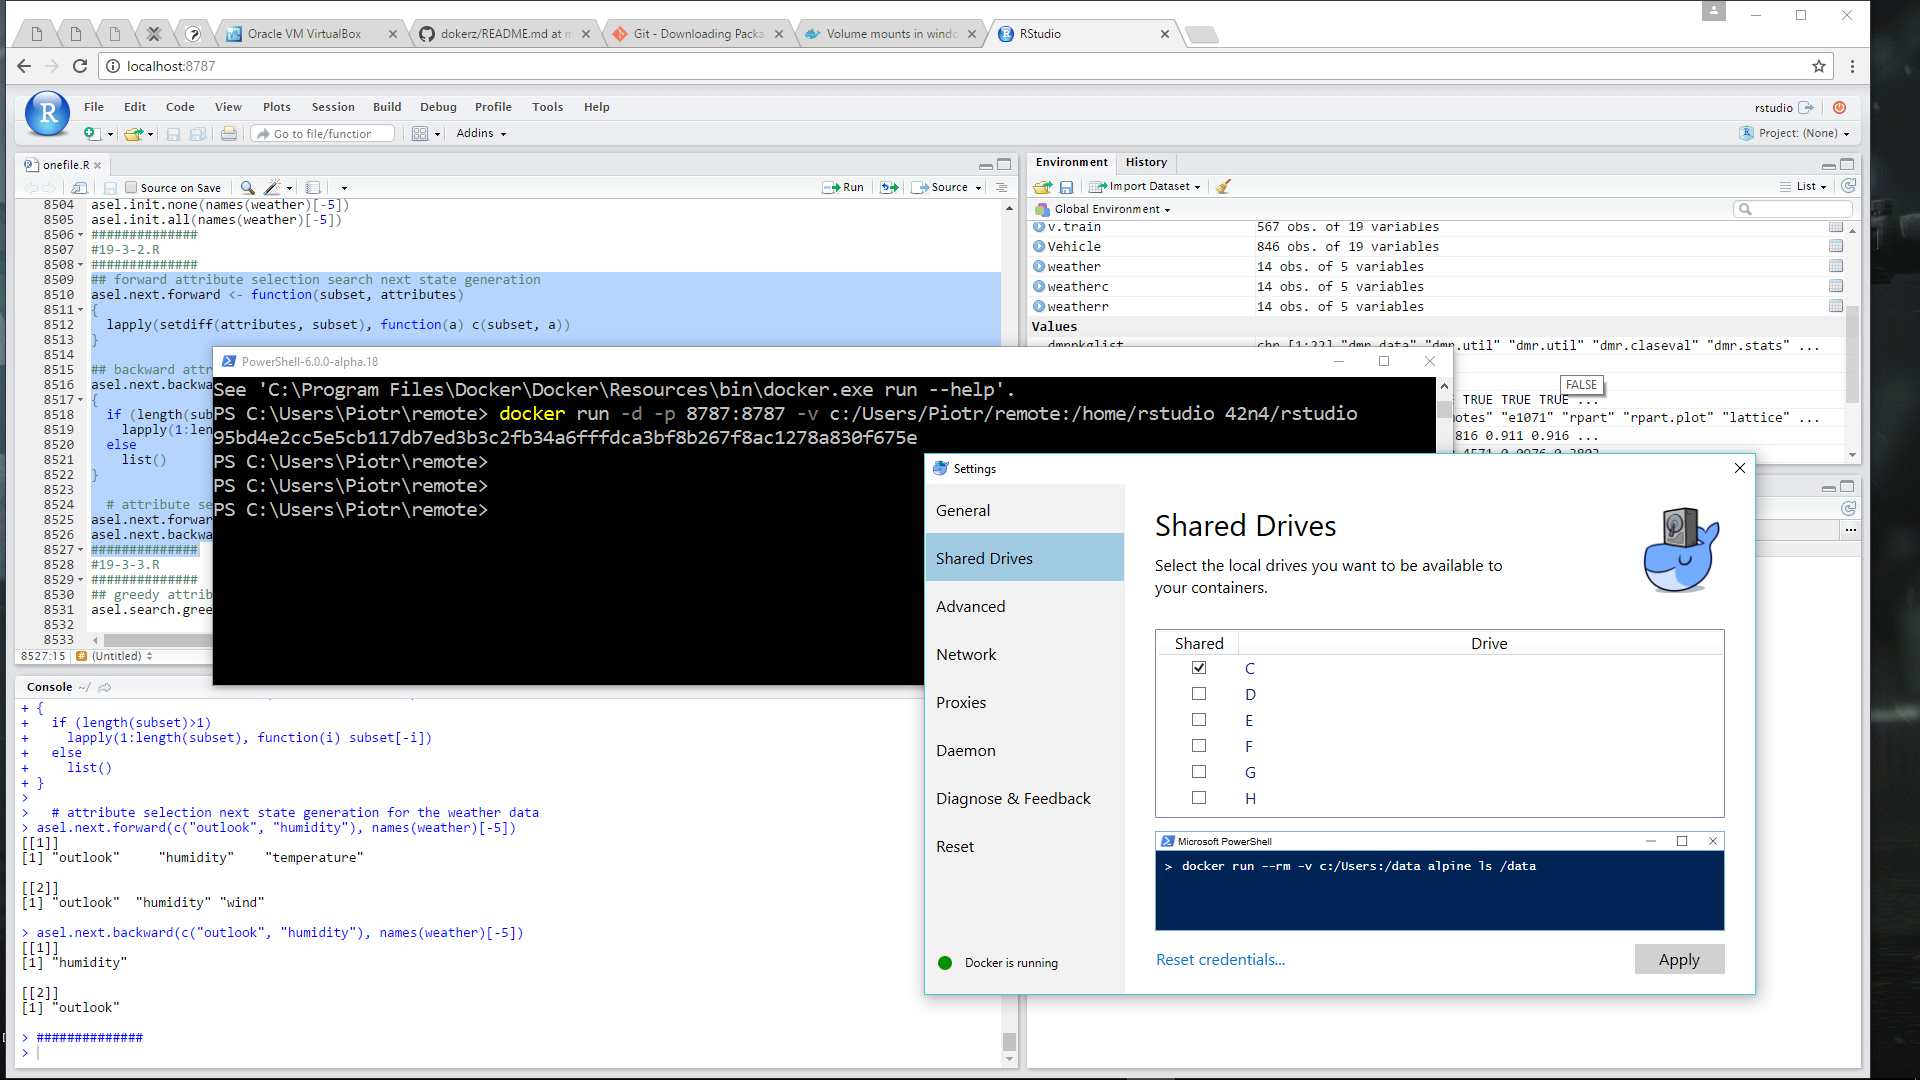 Oracle VM VirtualBox
dokerz/README.md at m
Git - Downloading Packa
Volume mounts in windo
RStudio
localhost:8787
R
File Edit Code View Plots Session Build Debug Profile Tools Help
rstudio
Go to file/function
Addins
Project: (None)
onefile.R
Source on Save
Run
Source
8504 asel.init.none(names(weather)[-5])
8505 asel.init.all(names(weather)[-5])
8506 ##############
8507 #19-3-2.R
8508 ##############
8509 ## forward attribute selection search next state generation
8510 asel.next.forward <- function(subset, attributes)
8511 {
8512 lapply(setdiff(attributes, subset), function(a) c(subset, a))
8513 }
8514
8515 ## backward attr
8516 asel.next.backwa
8517 {
8518 if (length(sub
8519 lapply(1:len
8520 else
8521 list()
8522 }
8523
8524 # attribute se
8525 asel.next.forwar
8526 asel.next.backwa
8527 ##############
8528 #19-3-3.R
8529 ##############
8530 ## greedy attrib
8531 asel.search.gree
8532
8533
8527:15 (Untitled)
Environment History
Import Dataset
List
Global Environment
v.train 567 obs. of 19 variables
Vehicle 846 obs. of 19 variables
weather 14 obs. of 5 variables
weatherc 14 obs. of 5 variables
weatherr 14 obs. of 5 variables
Values
dmrpkglist chr [1:22] "dmr.data" "dmr.util" "dmr.util" "dmr.claseval" "dmr.stats" ...
FALSE
TRUE TRUE TRUE ...
"e1071" "rpart" "rpart.plot" "lattice" ...
816 0.911 0.916 ...
PowerShell-6.0.0-alpha.18
See 'C:\Program Files\Docker\Docker\Resources\bin\docker.exe run --help'.
PS C:\Users\Piotr\remote> docker run -d -p 8787:8787 -v c:/Users/Piotr/remote:/home/rstudio 42n4/rstudio
95bd4e2cc5e5cb117db7ed3b3c2fb34a6fffdca3bf8b267f8ac1278a830f675e
PS C:\Users\Piotr\remote>
PS C:\Users\Piotr\remote>
PS C:\Users\Piotr\remote>
Settings
General
Shared Drives
Advanced
Network
Proxies
Daemon
Diagnose & Feedback
Reset
Docker is running
Shared Drives
Select the local drives you want to be available to
your containers.
Shared Drive
C
D
E
F
G
H
Microsoft PowerShell
> docker run --rm -v c:/Users:/data alpine ls /data
Reset credentials...
Apply
Console ~/
+ {
+ if (length(subset)>1)
+ lapply(1:length(subset), function(i) subset[-i])
+ else
+ list()
+ }
>
> # attribute selection next state generation for the weather data
> asel.next.forward(c("outlook", "humidity"), names(weather)[-5])
[[1]]
[1] "outlook" "humidity" "temperature"
[[2]]
[1] "outlook" "humidity" "wind"
> asel.next.backward(c("outlook", "humidity"), names(weather)[-5])
[[1]]
[1] "humidity"
[[2]]
[1] "outlook"
> ##############
>